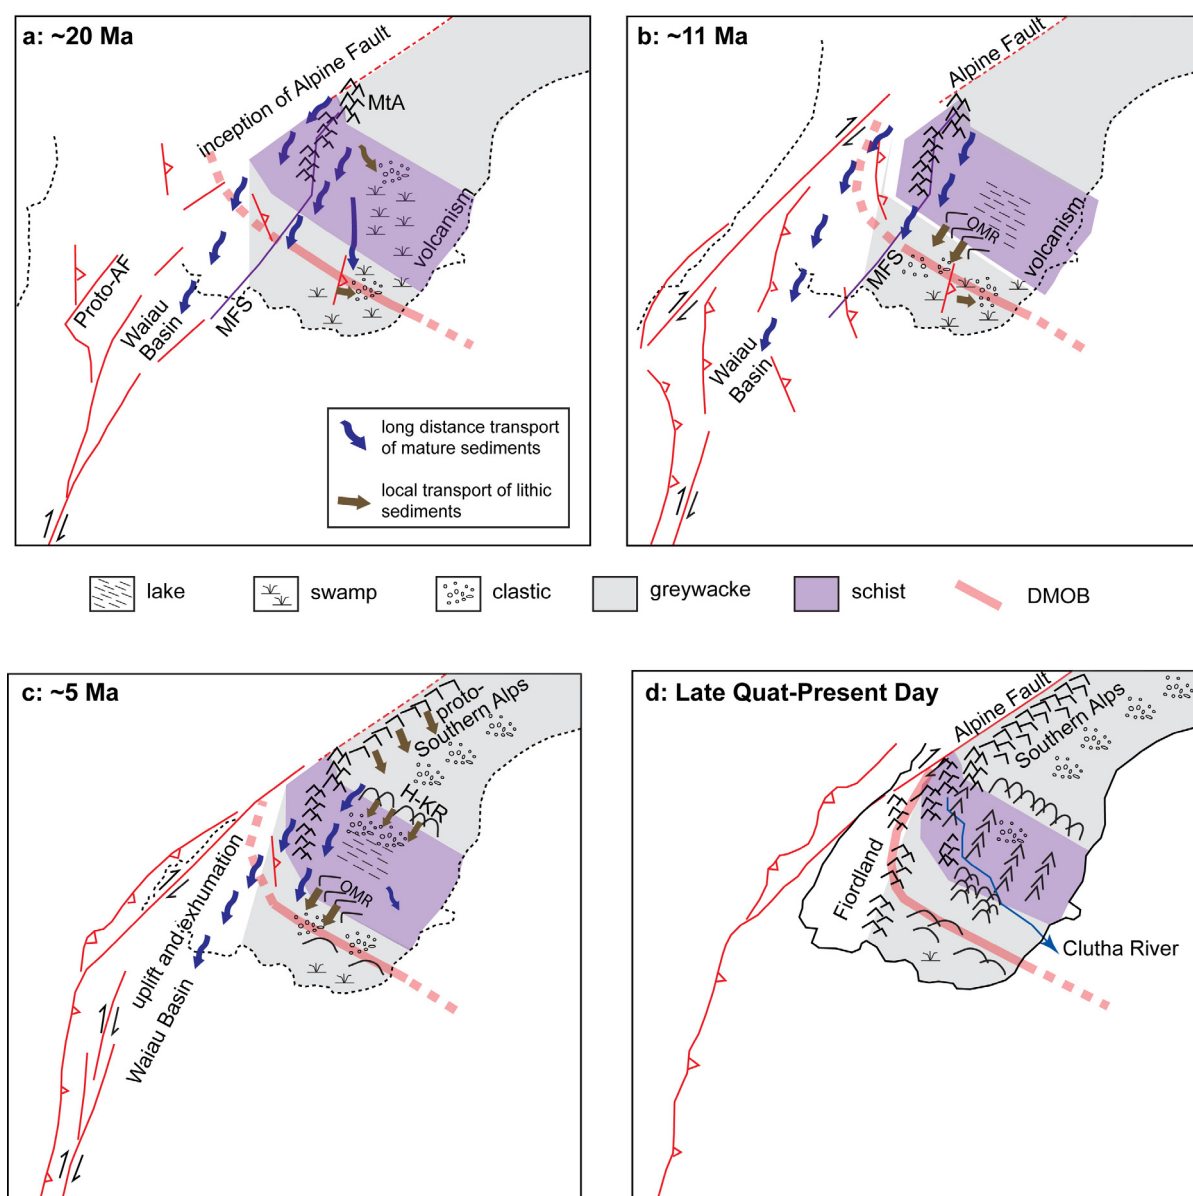 a: ~20 Ma
inception of Alpine Fault
MtA
volcanism
Proto-AF
Waiau
Basin
MFS
long distance transport
of mature sediments
local transport of lithic
sediments
b: ~11 Ma
Alpine Fault
OMR
volcanism
MFS
Waiau
Basin
lake
swamp
clastic
greywacke
schist
DMOB
c: ~5 Ma
proto-
Southern Alps
H-KR
OMR
uplift and exhumation
Waiau Basin
d: Late Quat-Present Day
Alpine Fault
Southern Alps
Fiordland
Clutha River